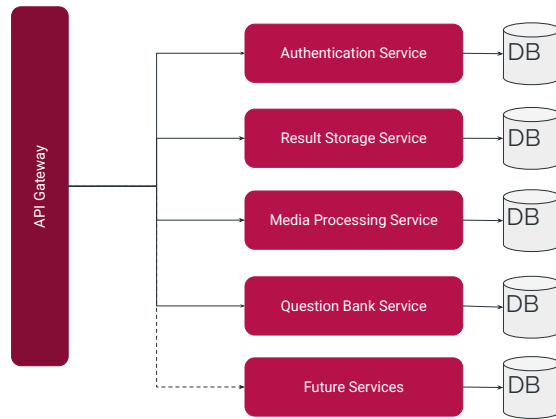 API Gateway
Authentication Service
DB
Result Storage Service
DB
Media Processing Service
DB
Question Bank Service
DB
Future Services
DB